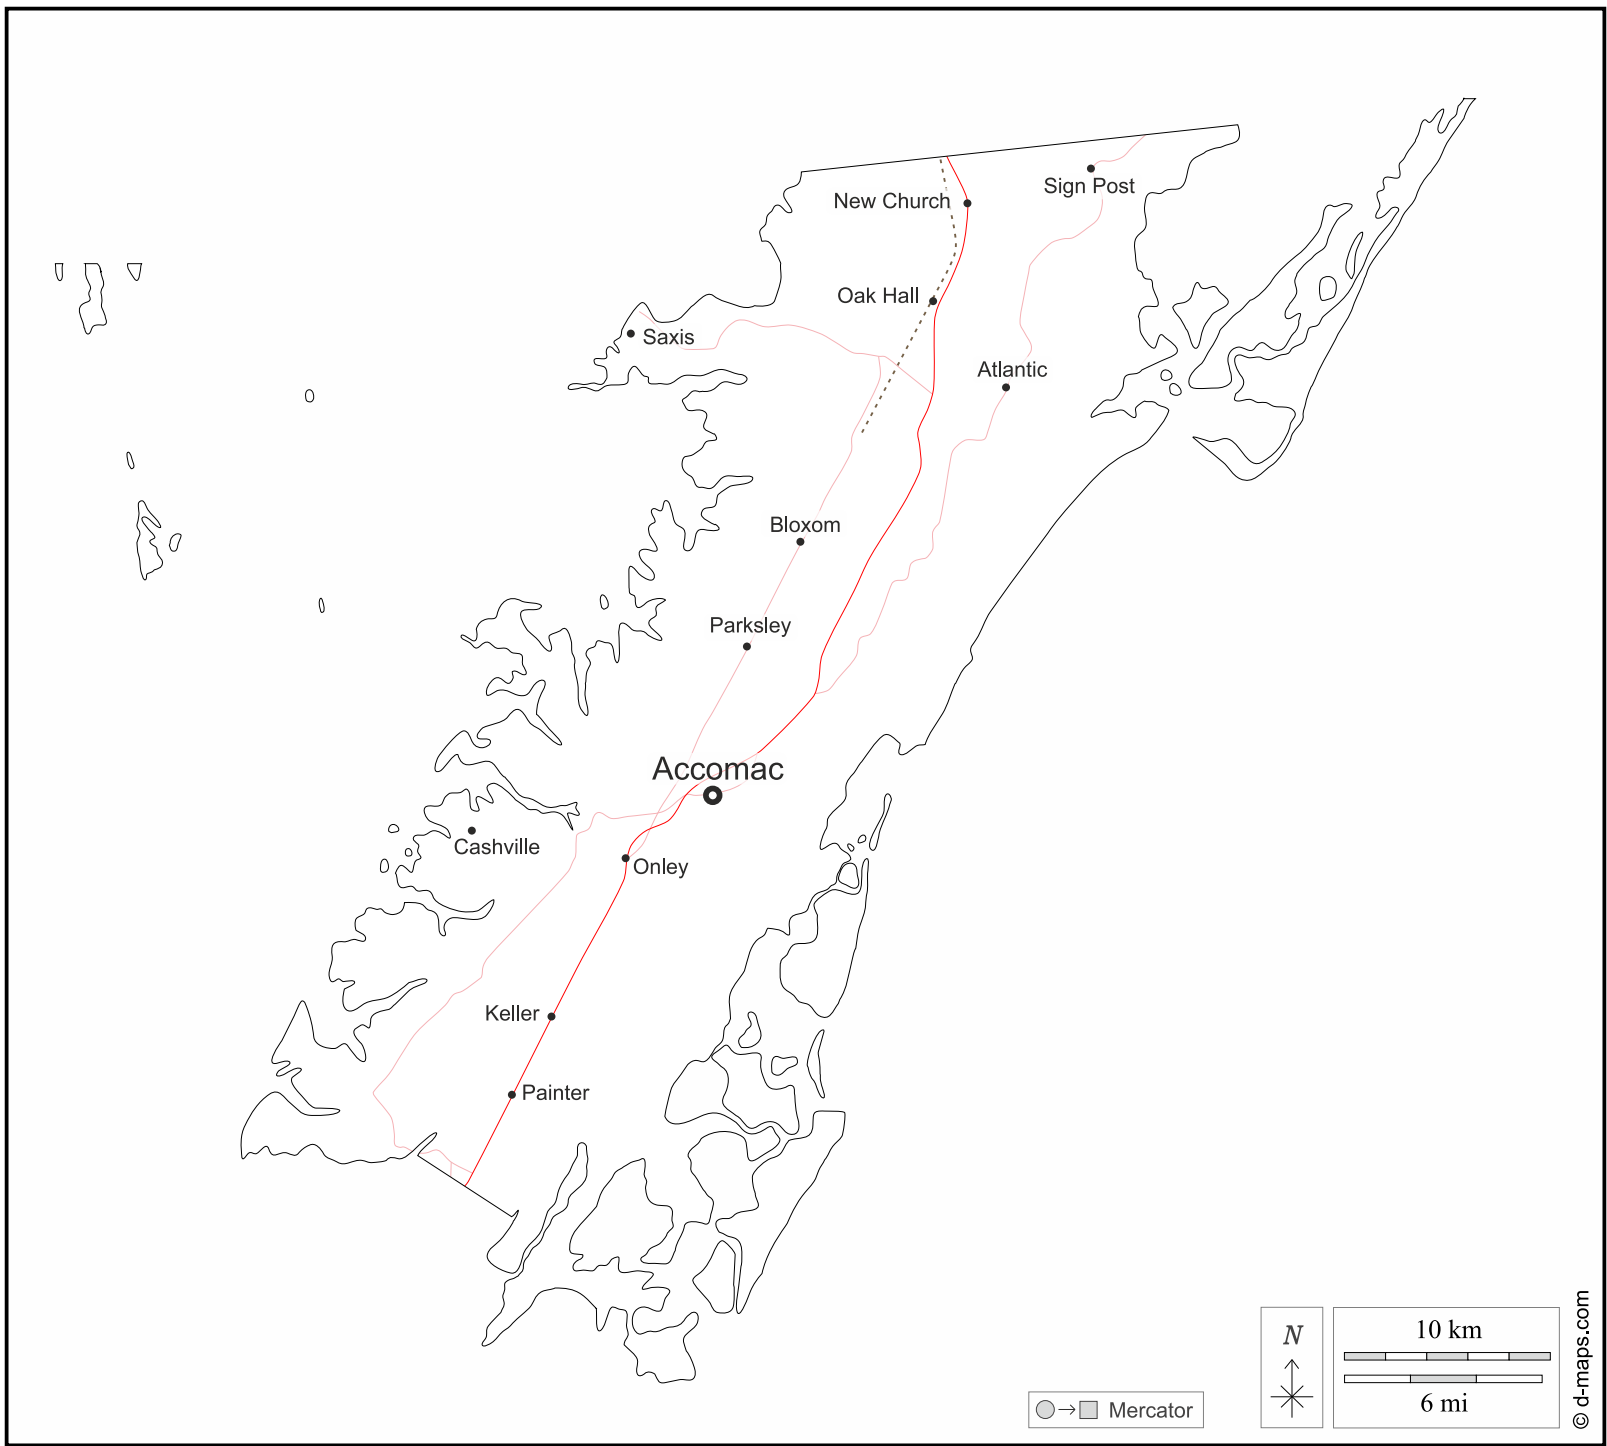 New Church
Sign Post
Oak Hall
Saxis
Atlantic
Bloxom
Parksley
Accomac
Cashville
Onley
Keller
Painter
N
10 km
6 mi
Mercator
© d-maps.com